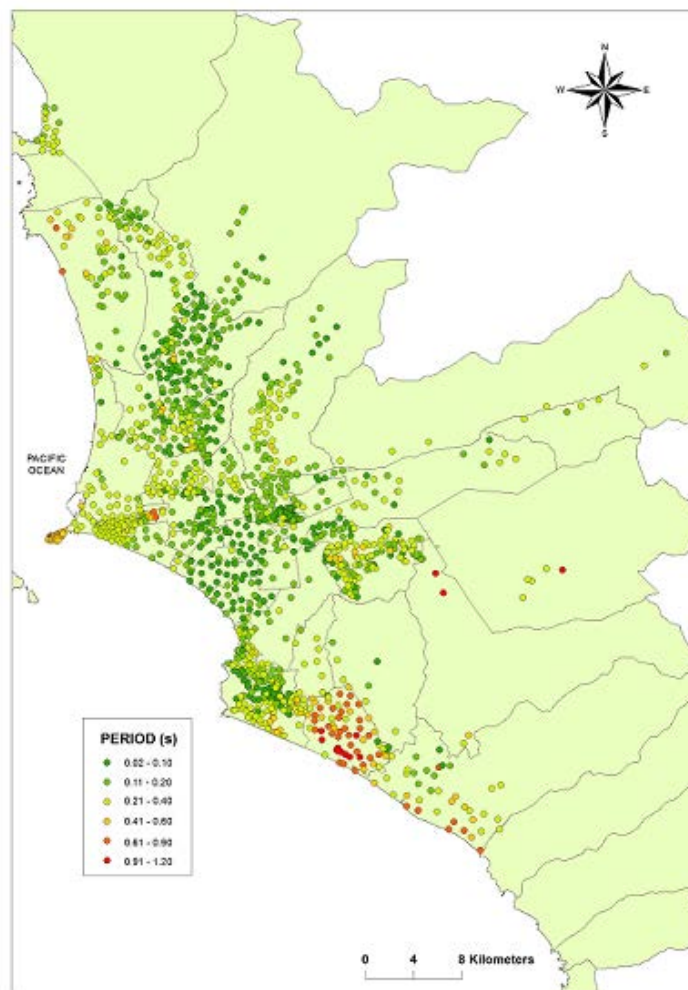 N
W E
S
PACIFIC
OCEAN
PERIOD (s)
0.02 - 0.10
0.11 - 0.20
0.21 - 0.40
0.41 - 0.60
0.61 - 0.90
0.91 - 1.20
0 4 8 Kilometers